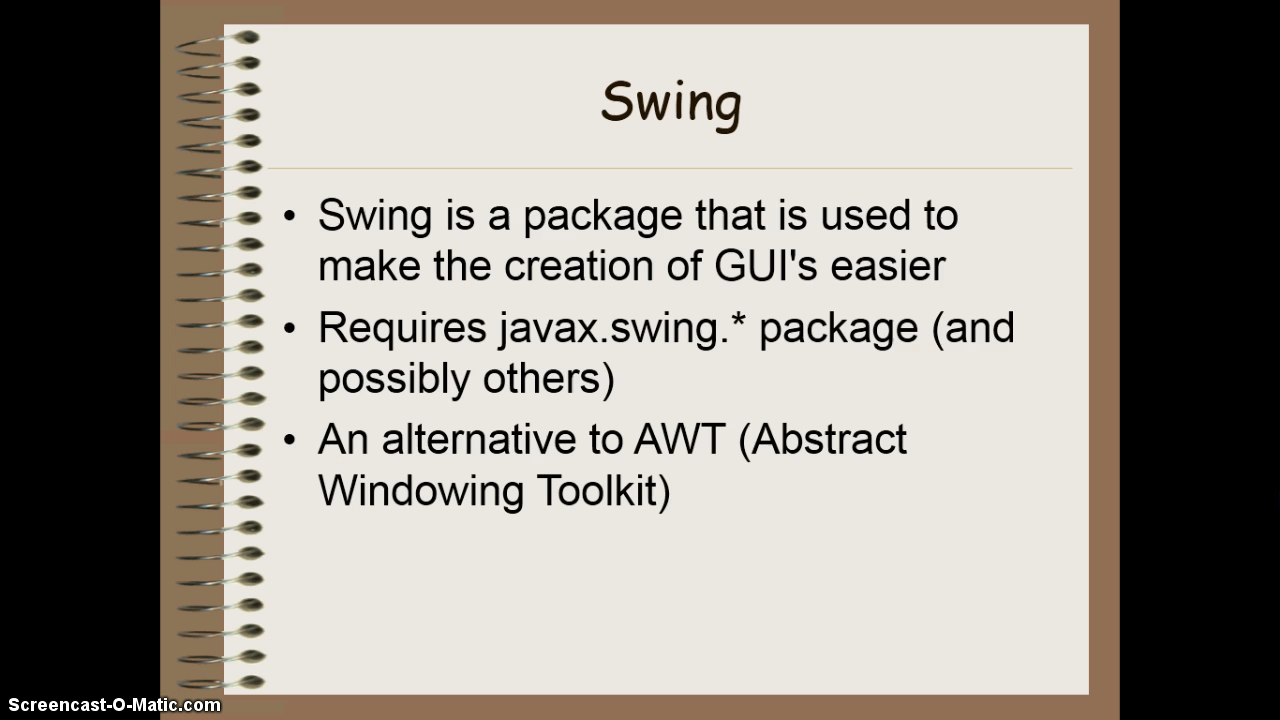 Swing
• Swing is a package that is used to
make the creation of GUI's easier
• Requires javax.swing.* package (and
possibly others)
• An alternative to AWT (Abstract
Windowing Toolkit)
Screencast-O-Matic.com